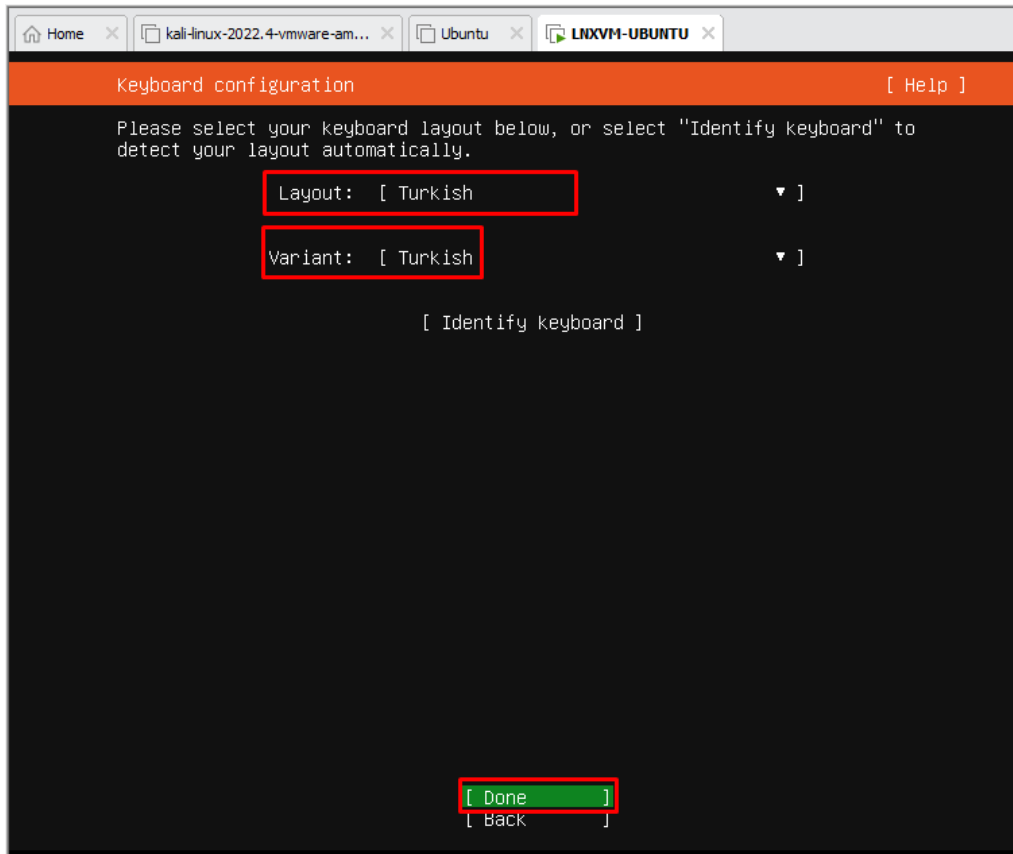 Home kali-linux-2022.4-vmware-am... Ubuntu LNXVM-UBUNTU
Keyboard configuration [ Help ]
Please select your keyboard layout below, or select "Identify keyboard" to
detect your layout automatically.
Layout: [ Turkish ▾ ]
Variant: [ Turkish ▾ ]
[ Identify keyboard ]
[ Done ]
[ Back ]